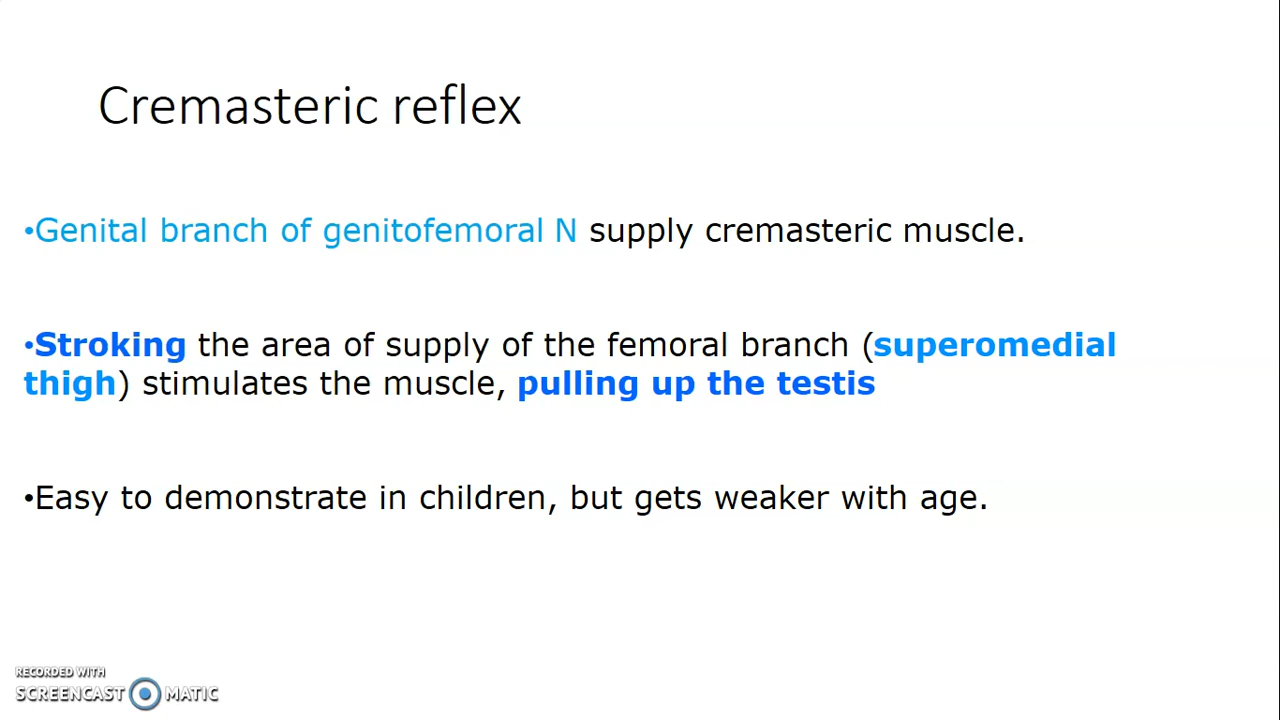 Cremasteric reflex
•Genital branch of genitofemoral N supply cremasteric muscle.
•Stroking the area of supply of the femoral branch (superomedial
thigh) stimulates the muscle, pulling up the testis
•Easy to demonstrate in children, but gets weaker with age.
RECORDED WITH
SCREENCAST MATIC